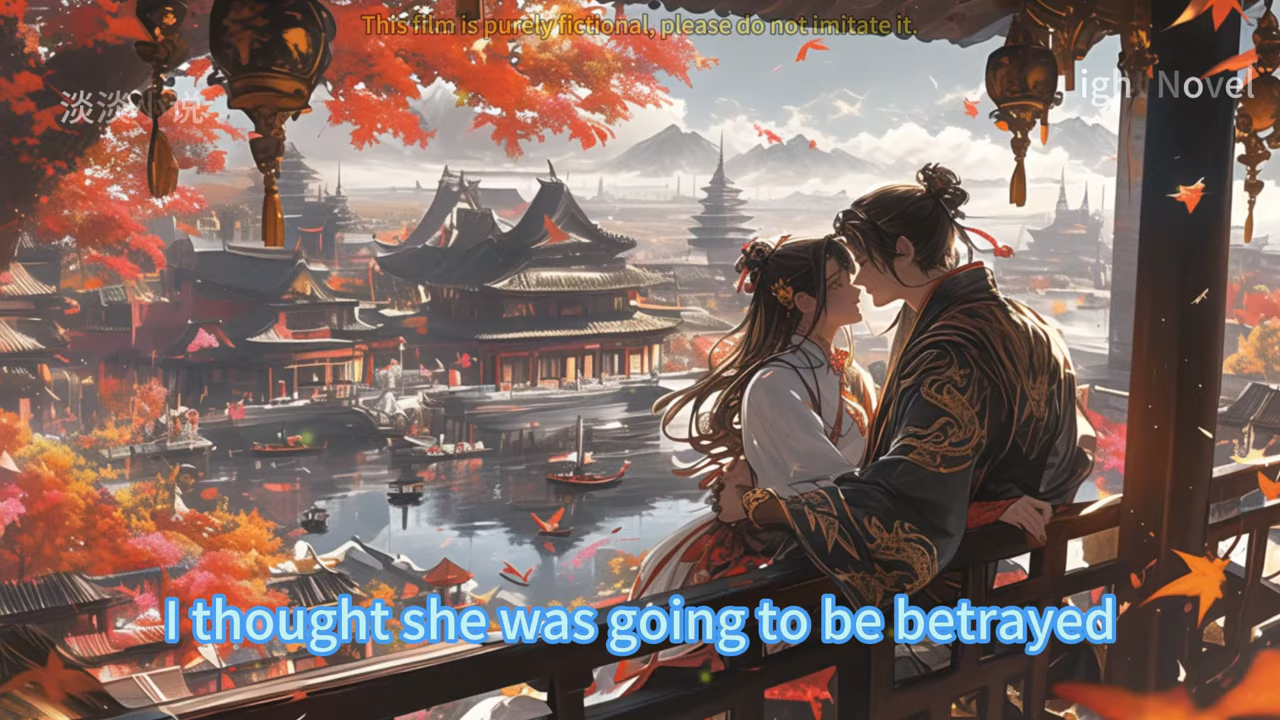 This film is purely fictional, please do not imitate it.
淡淡小说
Light Novel
I thought she was going to be betrayed